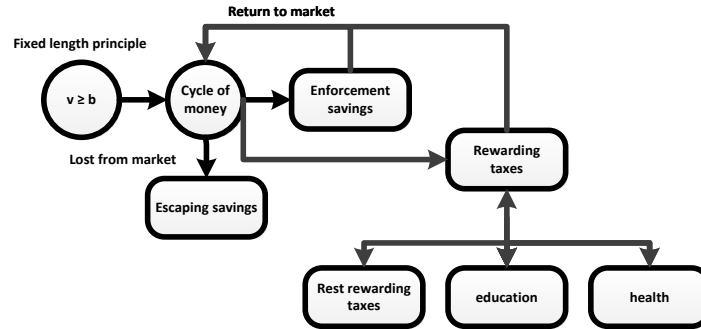 Return to market
Fixed length principle
v ≥ b
Cycle of
money
Enforcement
savings
Lost from market
Rewarding
taxes
Escaping savings
Rest rewarding
taxes
education
health